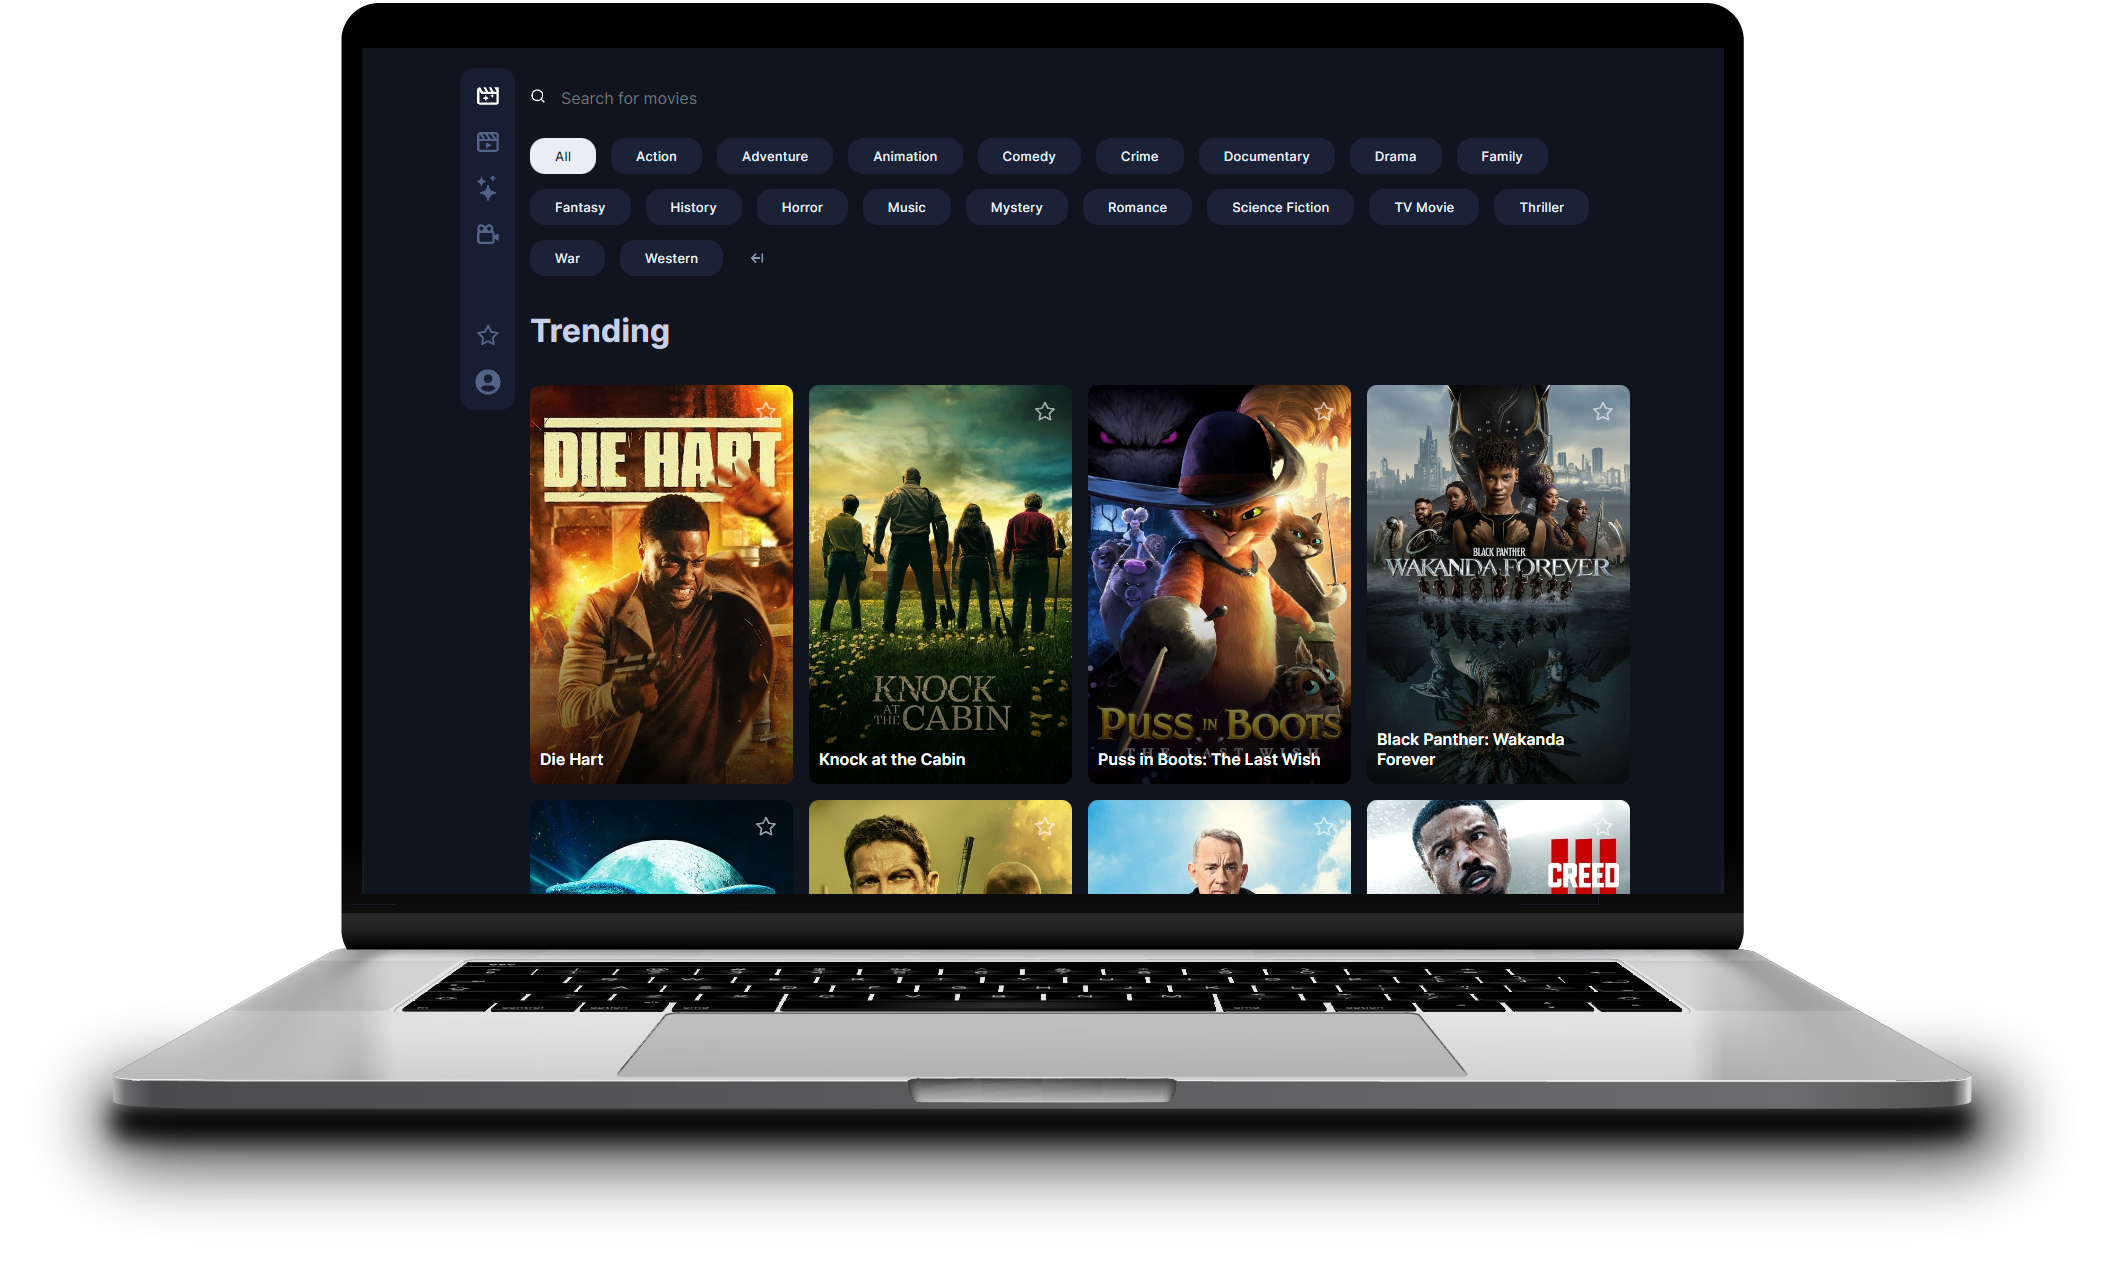 Search for movies
All Action Adventure Animation Comedy Crime Documentary Drama Family
Fantasy History Horror Music Mystery Romance Science Fiction TV Movie Thriller
War Western
Trending
DIE HART
Die Hart
KNOCK
AT THE CABIN
Knock at the Cabin
PUSS IN BOOTS
THE LAST WISH
Puss in Boots: The Last Wish
BLACK PANTHER
WAKANDA FOREVER
Black Panther: Wakanda
Forever
III
CREED